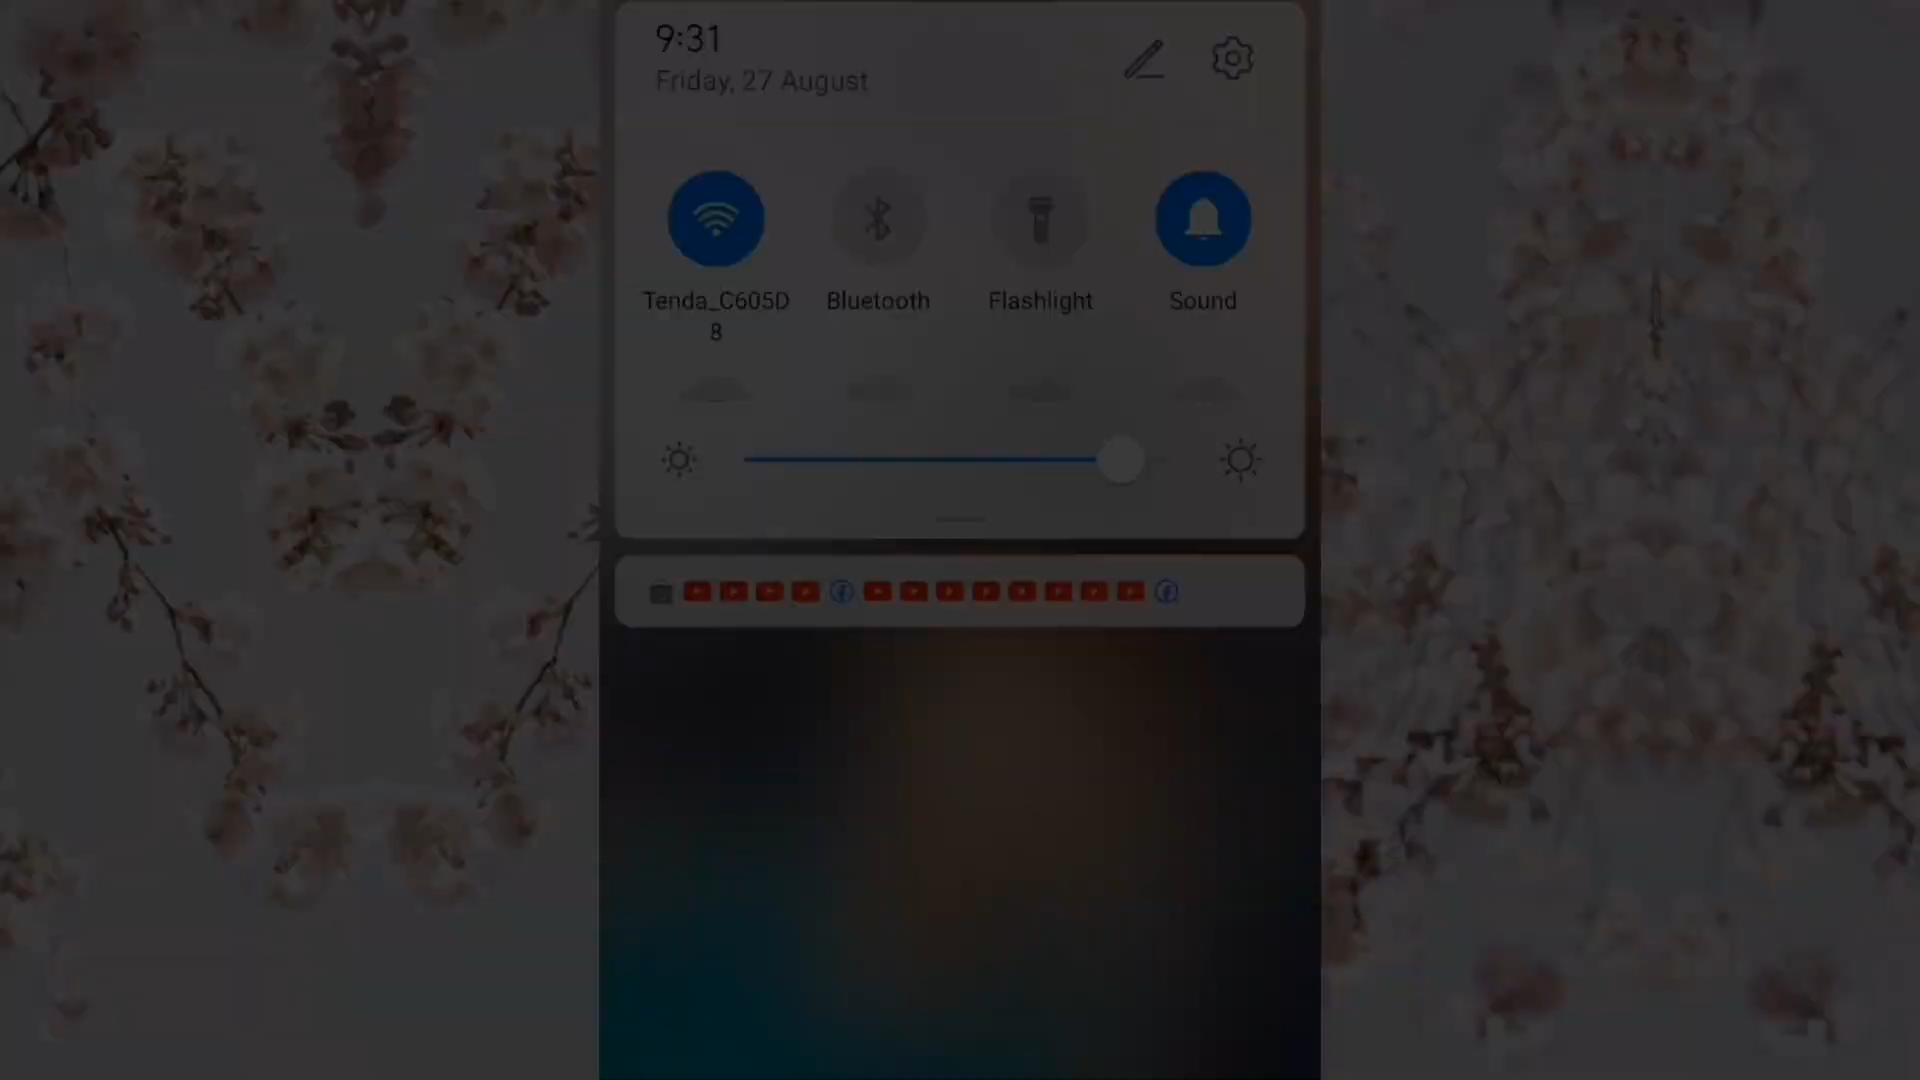 9:31
Friday, 27 August
Tenda_C605D
8
Bluetooth
Flashlight
Sound